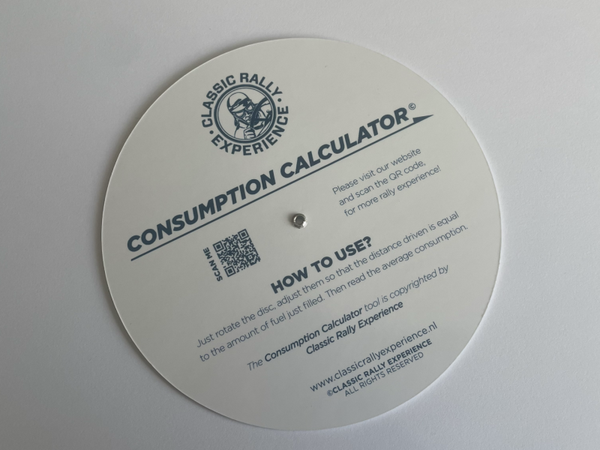 CLASSIC RALLY
• EXPERIENCE •
CONSUMPTION CALCULATOR©
Please visit our website
and scan the QR code,
for more rally experience!
SCAN ME
HOW TO USE?
Just rotate the disc, adjust them so that the distance driven is equal
to the amount of fuel just filled. Then read the average consumption.
The Consumption Calculator tool is copyrighted by
Classic Rally Experience
www.classicrallyexperience.nl
©CLASSIC RALLY EXPERIENCE
ALL RIGHTS RESERVED